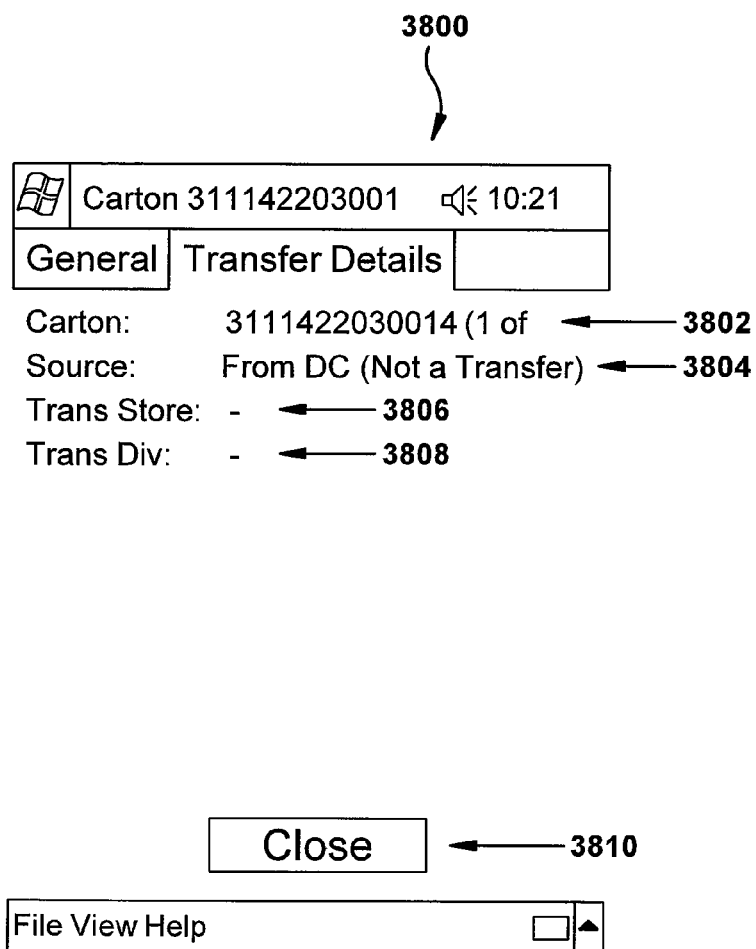 3800
Carton 311142203001 10:21
General Transfer Details
Carton: 3111422030014 (1 of 3802
Source: From DC (Not a Transfer) 3804
Trans Store: - 3806
Trans Div: - 3808
Close 3810
File View Help